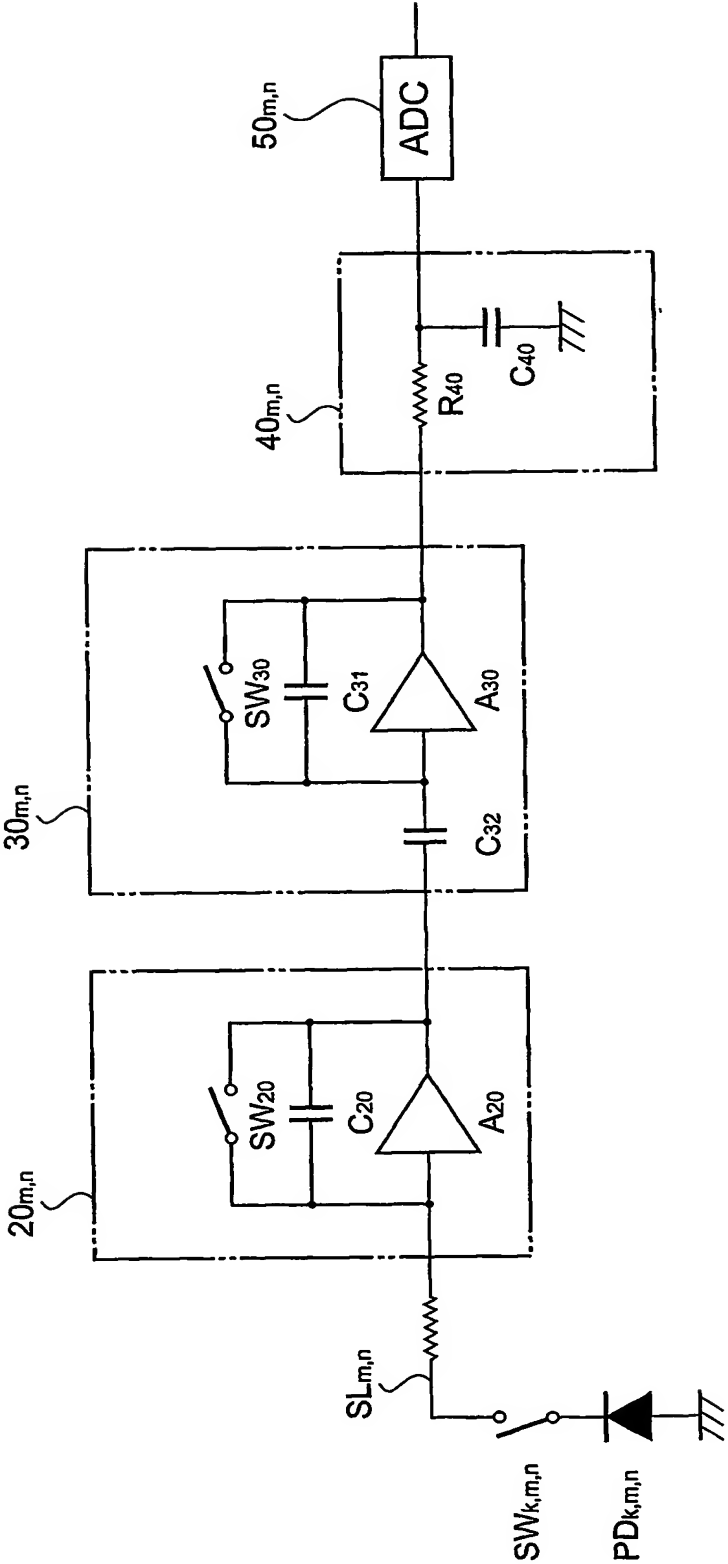 50m,n
ADC
40m,n
R40
C40
30m,n
SW30
C31
A30
C32
20m,n
SW20
C20
A20
SLm,n
SWk,m,n
PDk,m,n